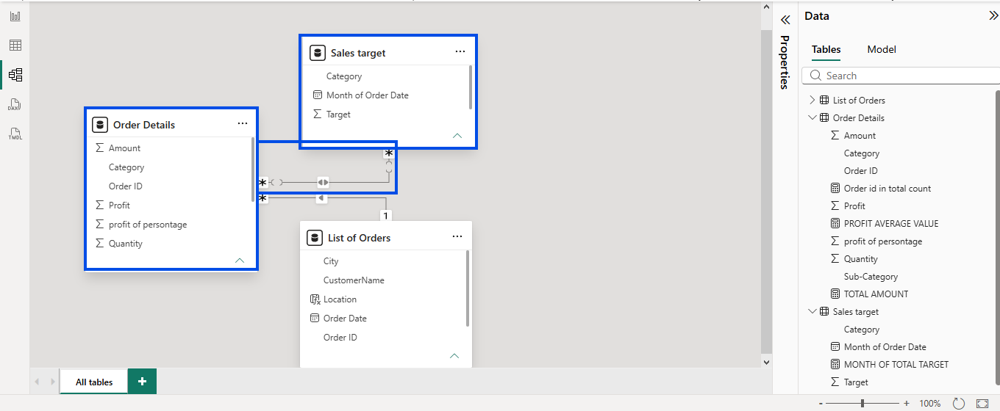 Sales target
Category
Month of Order Date
Target
Order Details
Amount
Category
Order ID
Profit
profit of persontage
Quantity
*
*
*
1
List of Orders
City
CustomerName
Location
Order Date
Order ID
All tables
+
DAX
TMDL
Properties
Data
Tables
Model
Search
List of Orders
Order Details
Amount
Category
Order ID
Order id in total count
Profit
PROFIT AVERAGE VALUE
profit of persontage
Quantity
Sub-Category
TOTAL AMOUNT
Sales target
Category
Month of Order Date
MONTH OF TOTAL TARGET
Target
- + 100%